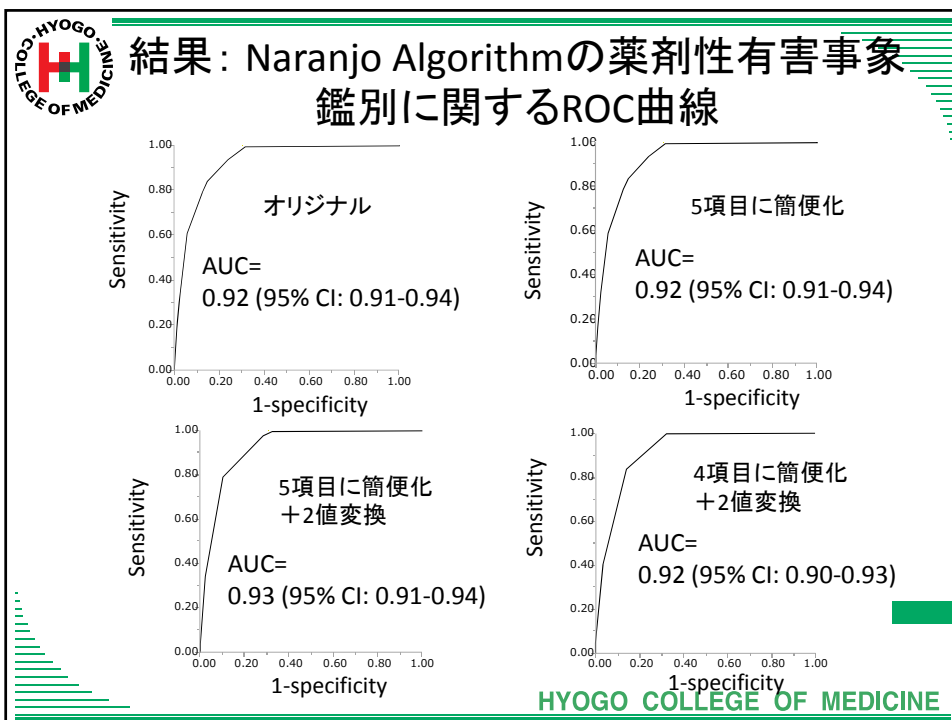 HYOGO COLLEGE OF MEDICINE
結果: Naranjo Algorithmの薬剤性有害事象
鑑別に関するROC曲線
1.00
0.80
0.60
0.40
0.20
0.00
Sensitivity
オリジナル
AUC=
0.92 (95% CI: 0.91-0.94)
0.00 0.20 0.40 0.60 0.80 1.00
1-specificity
1.00
0.80
0.60
0.40
0.20
0.00
Sensitivity
5項目に簡便化
AUC=
0.92 (95% CI: 0.91-0.94)
0.00 0.20 0.40 0.60 0.80 1.00
1-specificity
1.00
0.80
0.60
0.40
0.20
0.00
Sensitivity
5項目に簡便化
+2値変換
AUC=
0.93 (95% CI: 0.91-0.94)
0.00 0.20 0.40 0.60 0.80 1.00
1-specificity
1.00
0.80
0.60
0.40
0.20
0.00
Sensitivity
4項目に簡便化
+2値変換
AUC=
0.92 (95% CI: 0.90-0.93)
0.00 0.20 0.40 0.60 0.80 1.00
1-specificity
HYOGO COLLEGE OF MEDICINE